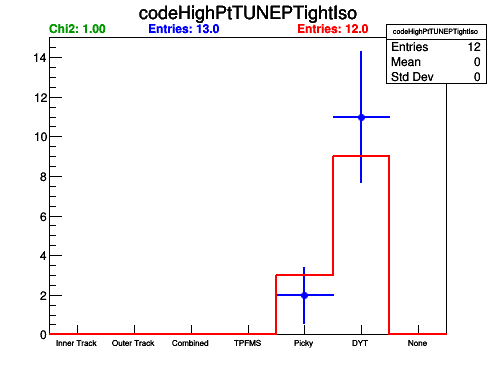 codeHighPtTUNEPTightIso
Chi2: 1.00 Entries: 13.0 Entries: 12.0
codeHighPtTUNEPTightIso
Entries 12
Mean 0
Std Dev 0
14
12
10
8
6
4
2
0
Inner Track Outer Track Combined TPFMS Picky DYT None